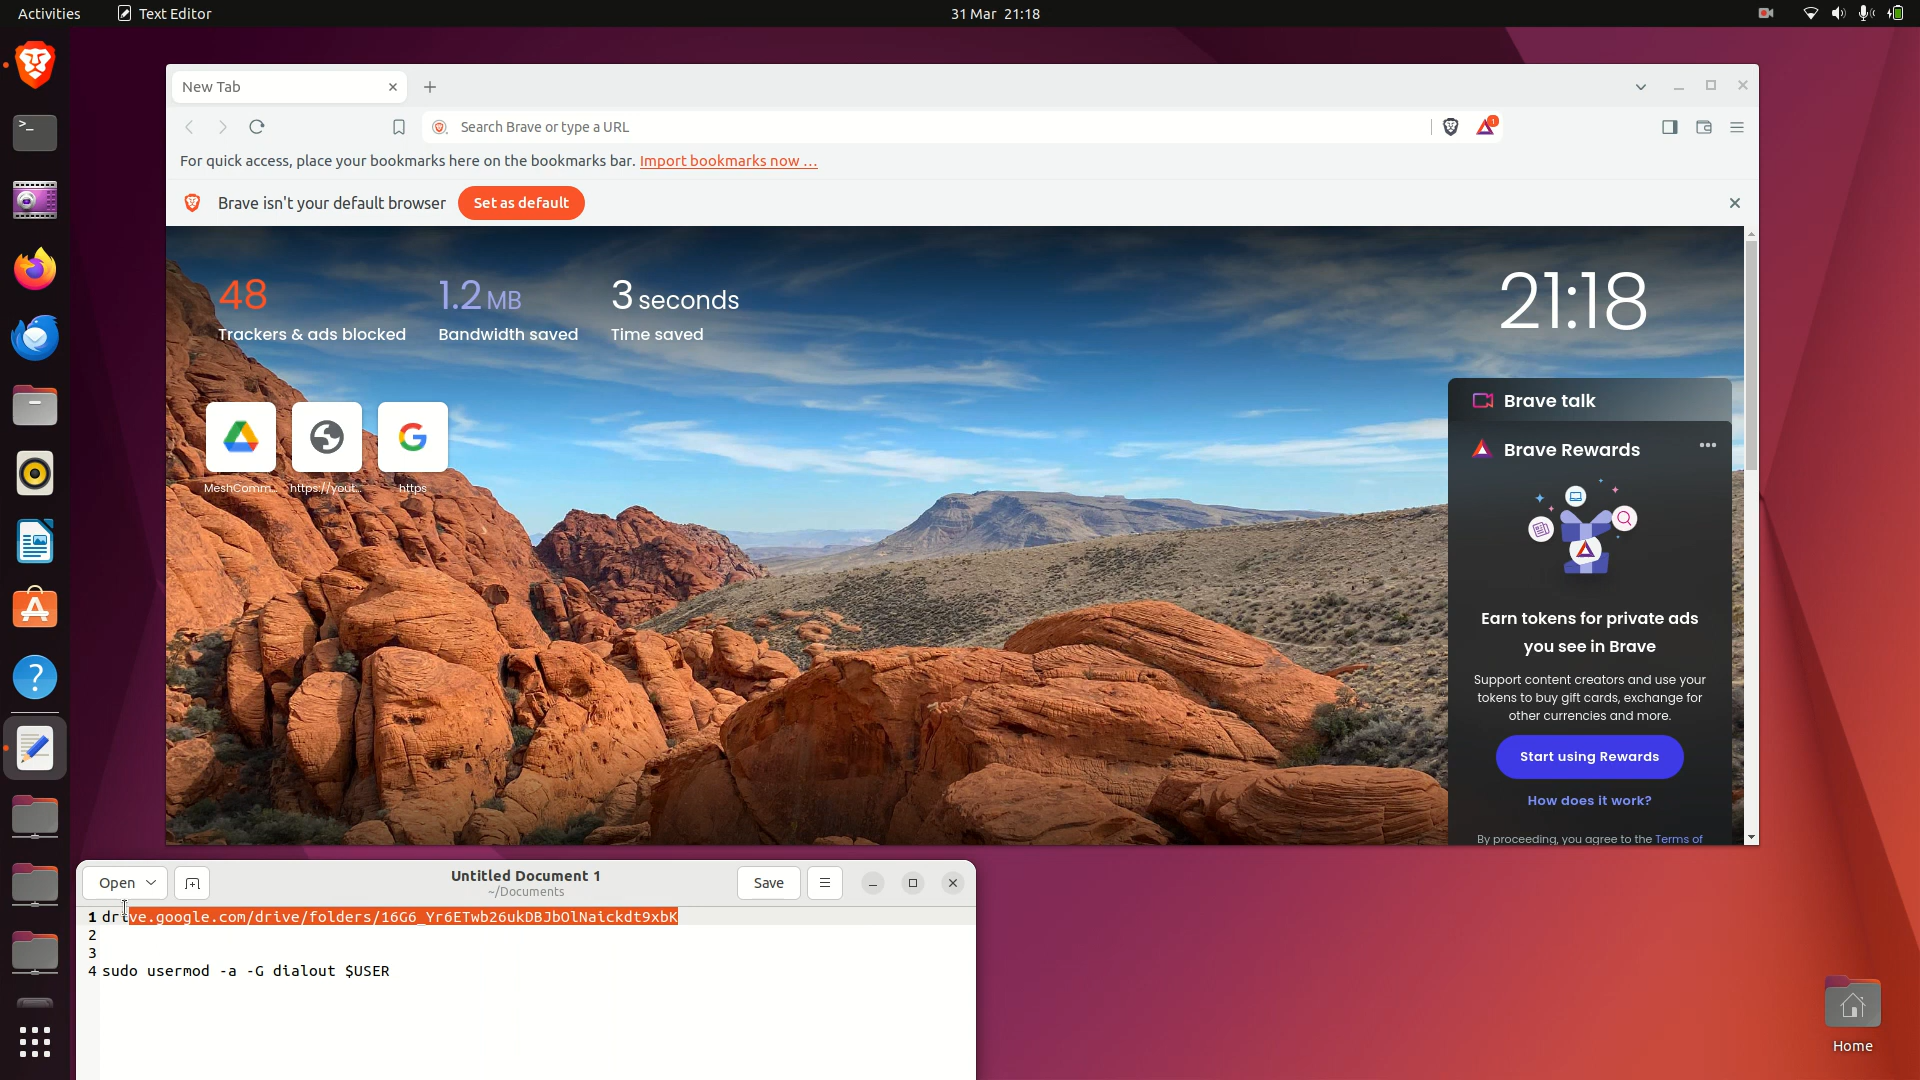 Activities
Text Editor
31 Mar 21:18
New Tab
Search Brave or type a URL
1
For quick access, place your bookmarks here on the bookmarks bar. Import bookmarks now ...
Brave isn't your default browser
Set as default
48
Trackers & ads blocked
1.2 MB
Bandwidth saved
3 seconds
Time saved
21:18
MeshComm...
https://yout...
https
Brave talk
Brave Rewards
Earn tokens for private ads
you see in Brave
Support content creators and use your
tokens to buy gift cards, exchange for
other currencies and more.
Start using Rewards
How does it work?
By proceeding, you agree to the Terms of
Open
Untitled Document 1
~/Documents
Save
1 drive.google.com/drive/folders/16G6_Yr6ETwb26ukDBJbOlNaickdt9xbK
2
3
4 sudo usermod -a -G dialout $USER
Home